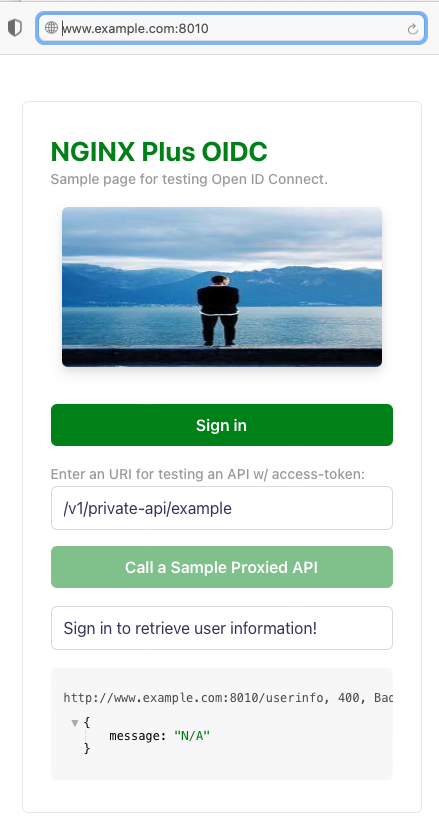 www.example.com:8010
NGINX Plus OIDC
Sample page for testing Open ID Connect.
Sign in
Enter an URI for testing an API w/ access-token:
/v1/private-api/example
Call a Sample Proxied API
Sign in to retrieve user information!
http://www.example.com:8010/userinfo, 400, Bad
{
message: "N/A"
}